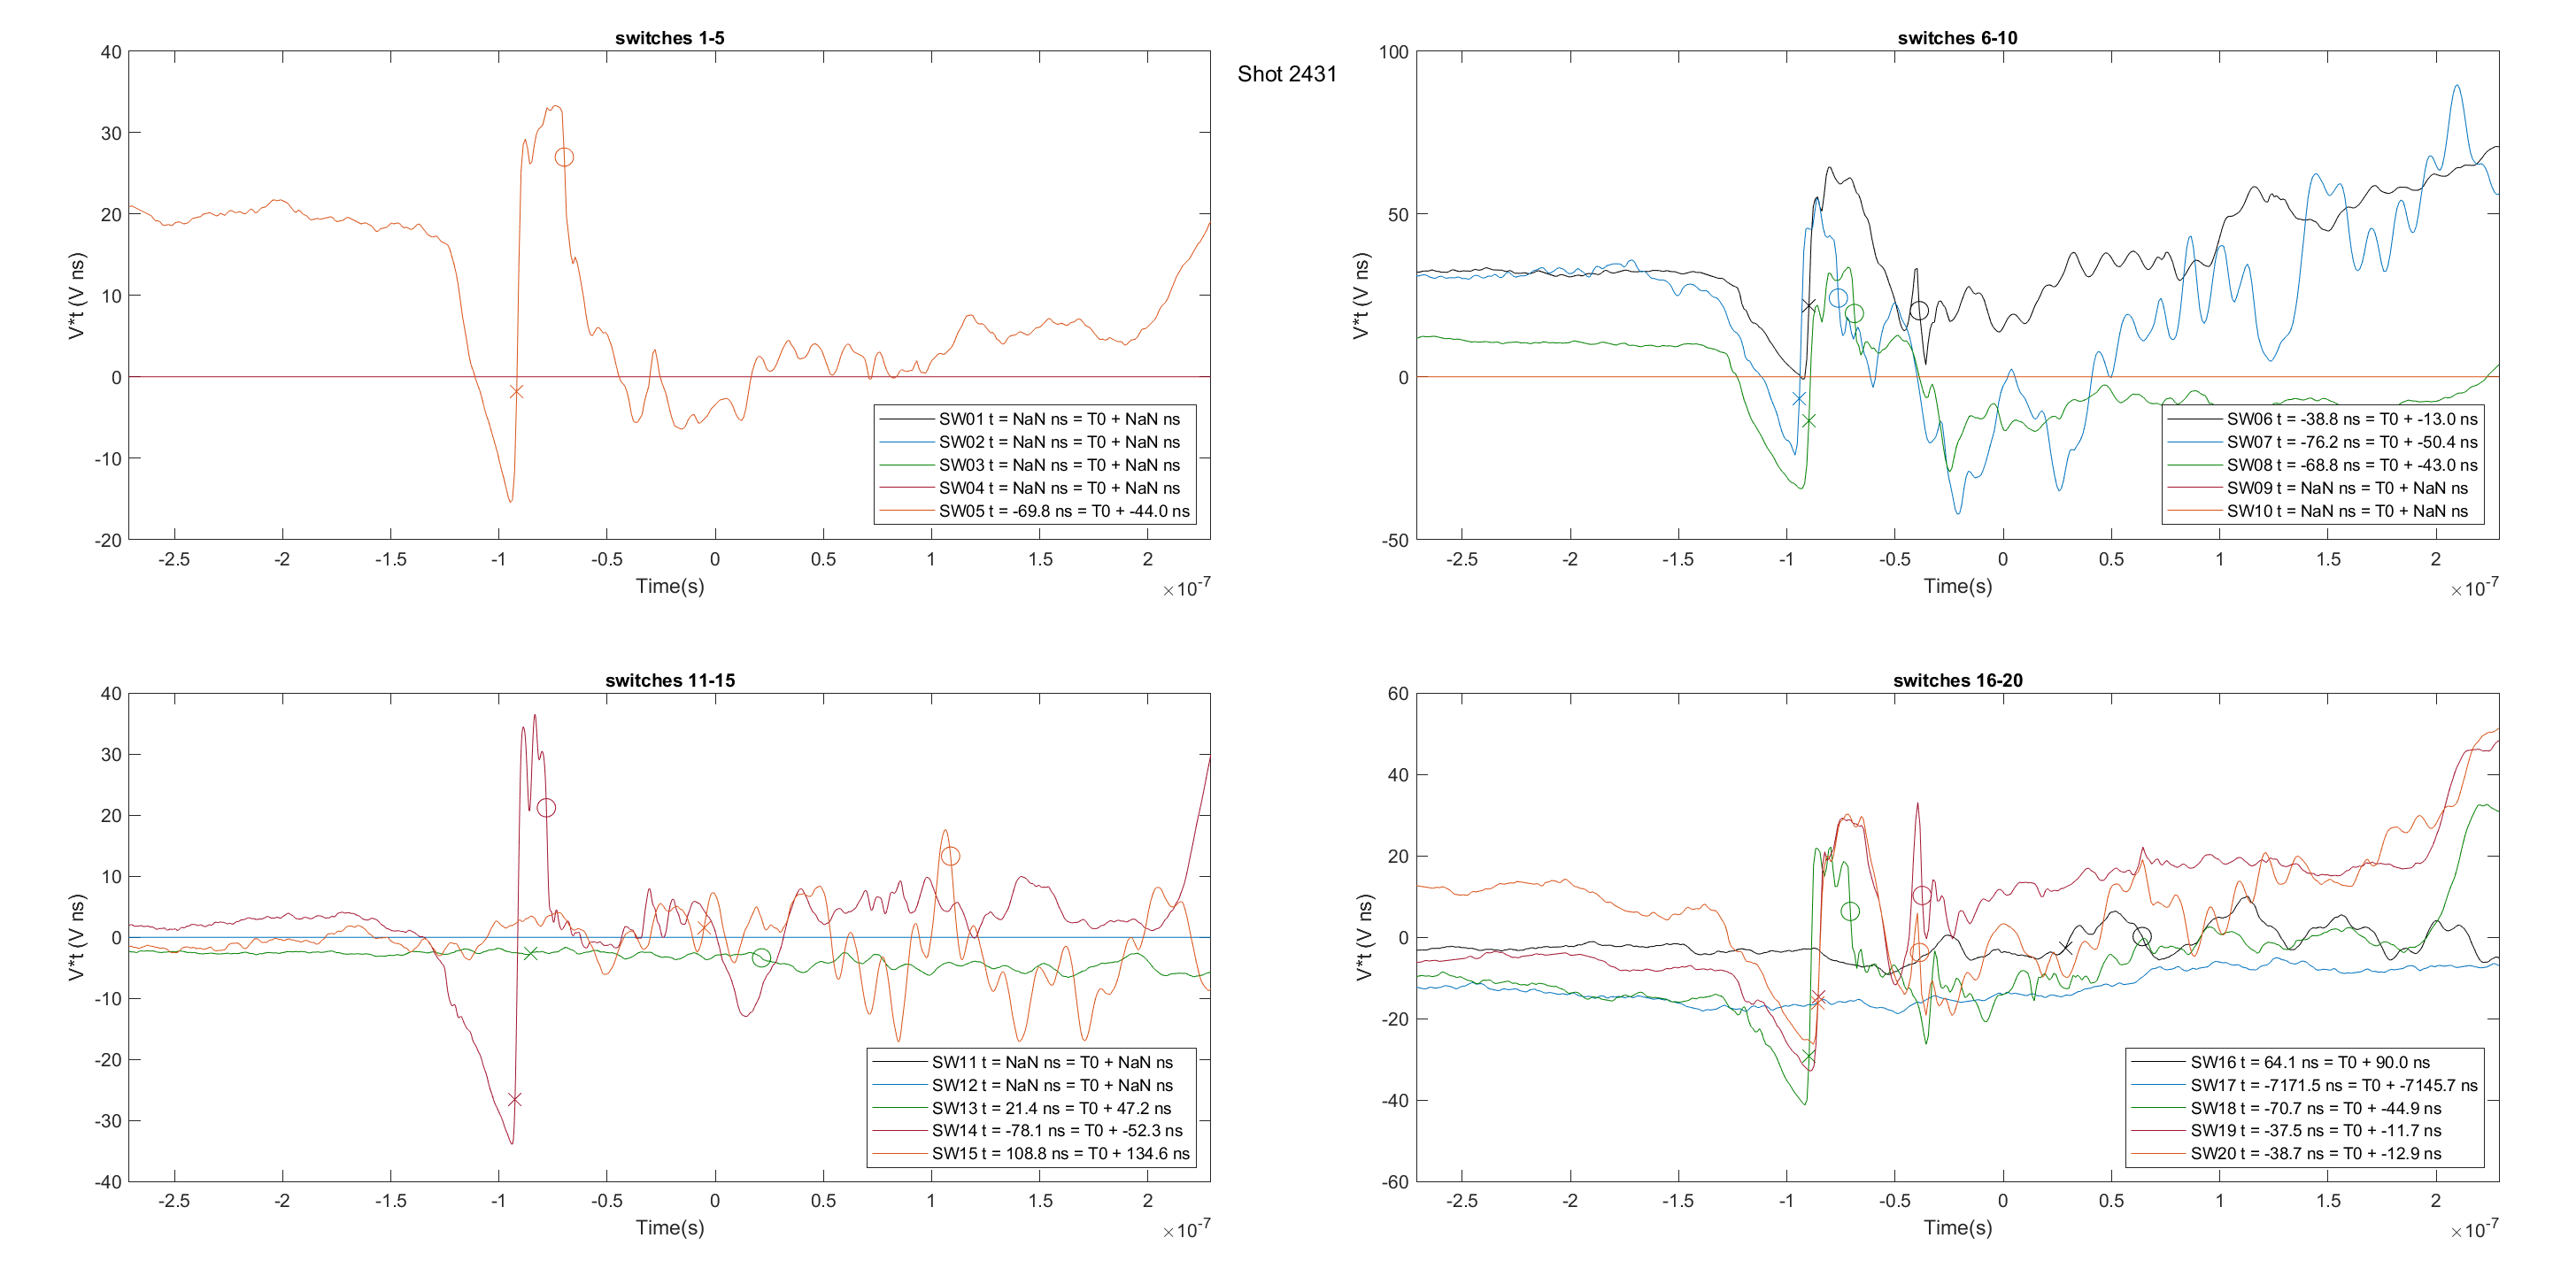 Shot 2431
switches 1-5
40
30
20
10
0
-10
-20
V*t (V ns)
-2.5 -2 -1.5 -1 -0.5 0 0.5 1 1.5 2
Time(s)
×10-7
SW01 t = NaN ns = T0 + NaN ns
SW02 t = NaN ns = T0 + NaN ns
SW03 t = NaN ns = T0 + NaN ns
SW04 t = NaN ns = T0 + NaN ns
SW05 t = -69.8 ns = T0 + -44.0 ns
switches 6-10
100
50
0
-50
V*t (V ns)
-2.5 -2 -1.5 -1 -0.5 0 0.5 1 1.5 2
Time(s)
×10-7
SW06 t = -38.8 ns = T0 + -13.0 ns
SW07 t = -76.2 ns = T0 + -50.4 ns
SW08 t = -68.8 ns = T0 + -43.0 ns
SW09 t = NaN ns = T0 + NaN ns
SW10 t = NaN ns = T0 + NaN ns
switches 11-15
40
30
20
10
0
-10
-20
-30
-40
V*t (V ns)
-2.5 -2 -1.5 -1 -0.5 0 0.5 1 1.5 2
Time(s)
×10-7
SW11 t = NaN ns = T0 + NaN ns
SW12 t = NaN ns = T0 + NaN ns
SW13 t = 21.4 ns = T0 + 47.2 ns
SW14 t = -78.1 ns = T0 + -52.3 ns
SW15 t = 108.8 ns = T0 + 134.6 ns
switches 16-20
60
40
20
0
-20
-40
-60
V*t (V ns)
-2.5 -2 -1.5 -1 -0.5 0 0.5 1 1.5 2
Time(s)
×10-7
SW16 t = 64.1 ns = T0 + 90.0 ns
SW17 t = -7171.5 ns = T0 + -7145.7 ns
SW18 t = -70.7 ns = T0 + -44.9 ns
SW19 t = -37.5 ns = T0 + -11.7 ns
SW20 t = -38.7 ns = T0 + -12.9 ns